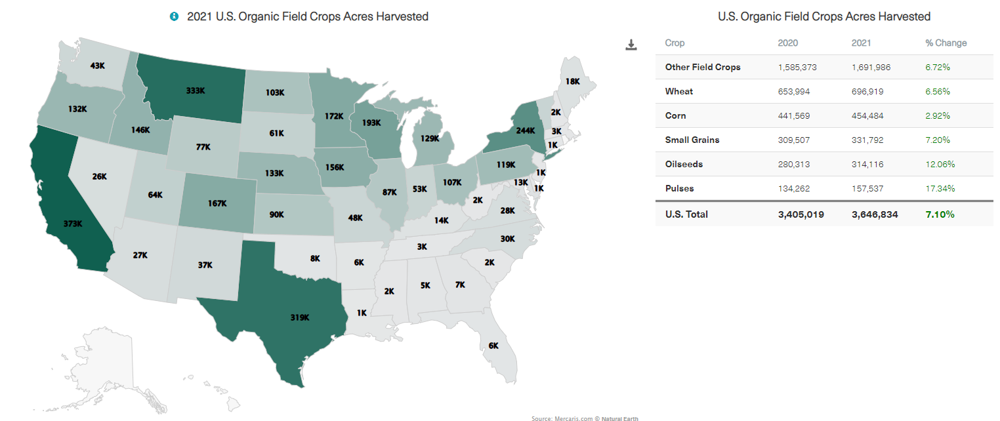 2021 U.S. Organic Field Crops Acres Harvested
43K
333K
103K
18K
132K
172K
193K
2K
146K
61K
129K
244K
3K
77K
1K
119K
156K
133K
1K
26K
107K
13K
53K
1K
64K
87K
2K
167K
28K
90K
48K
14K
373K
30K
3K
27K
8K
6K
2K
37K
5K
7K
2K
1K
319K
6K
Source: Mercaris.com © Natural Earth
U.S. Organic Field Crops Acres Harvested
Crop 2020 2021 % Change
Other Field Crops 1,585,373 1,691,986 6.72%
Wheat 653,994 696,919 6.56%
Corn 441,569 454,484 2.92%
Small Grains 309,507 331,792 7.20%
Oilseeds 280,313 314,116 12.06%
Pulses 134,262 157,537 17.34%
U.S. Total 3,405,019 3,646,834 7.10%